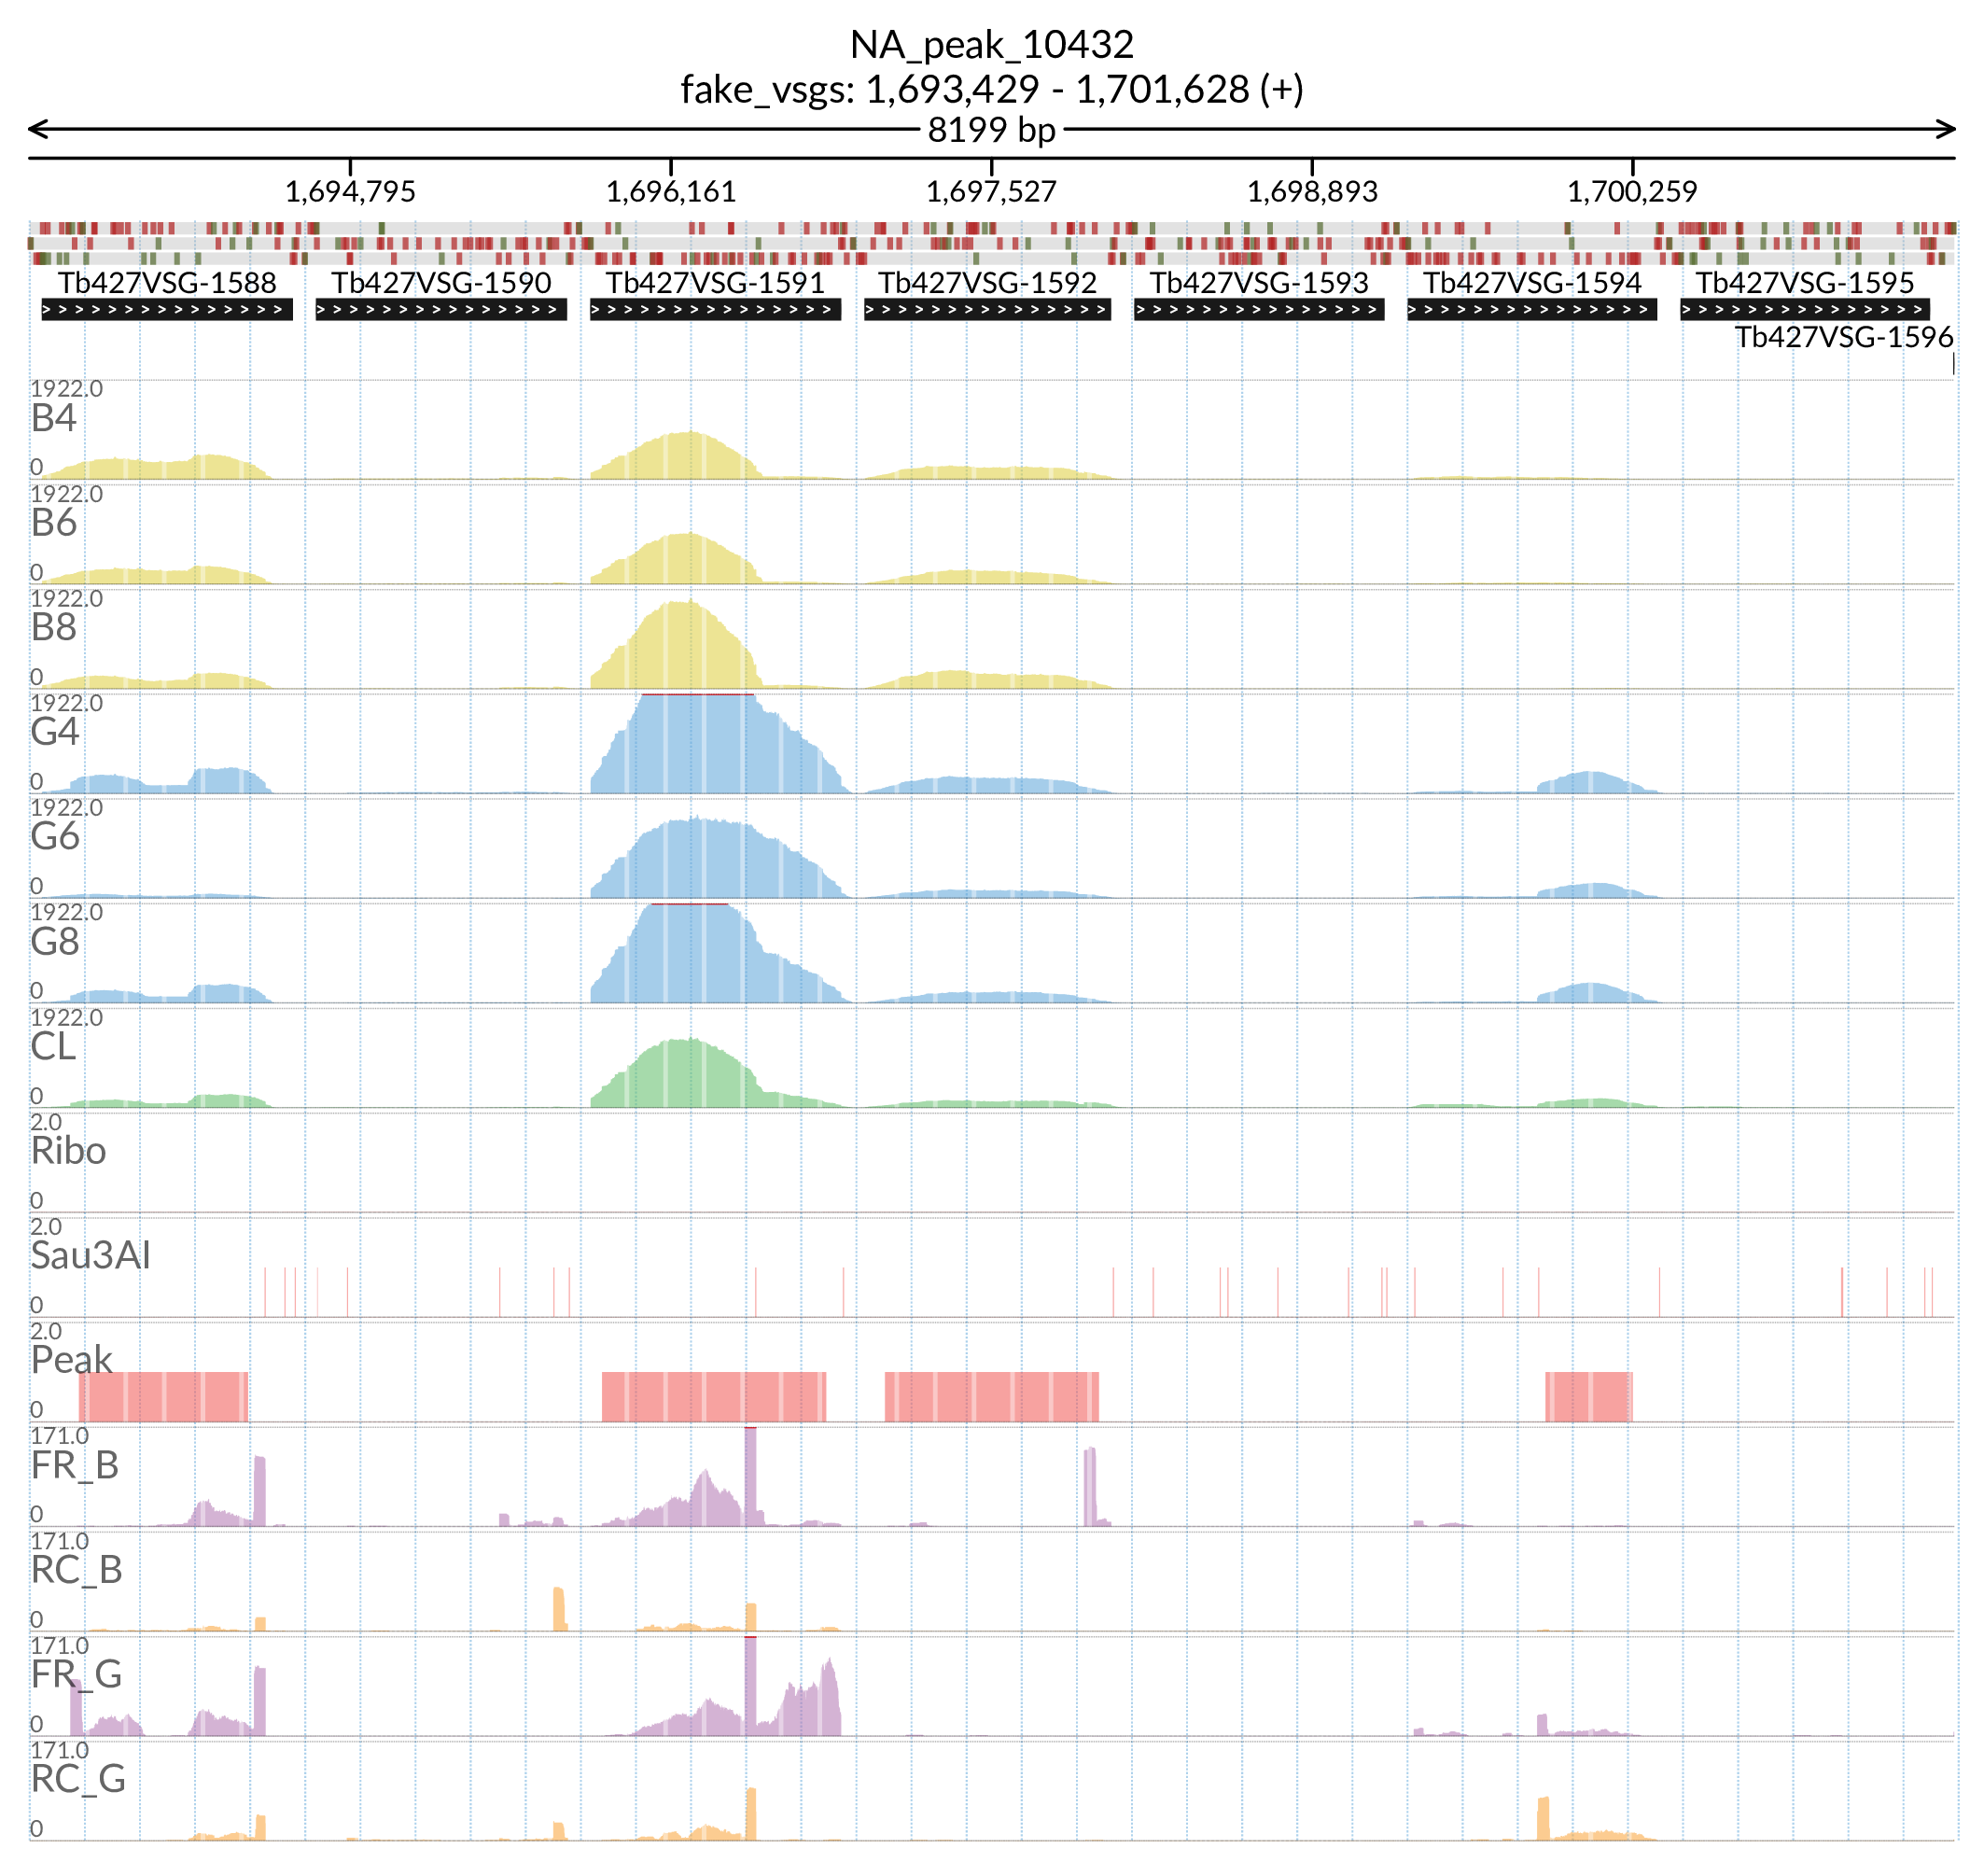 NA_peak_10432
fake_vsgs: 1,693,429 - 1,701,628 (+)
8199 bp
1,694,795 1,696,161 1,697,527 1,698,893 1,700,259
Tb427VSG-1588 Tb427VSG-1590 Tb427VSG-1591 Tb427VSG-1592 Tb427VSG-1593 Tb427VSG-1594 Tb427VSG-1595
Tb427VSG-1596
1922.0
B4
0
1922.0
B6
0
1922.0
B8
0
1922.0
G4
0
1922.0
G6
0
1922.0
G8
0
1922.0
CL
0
2.0
Ribo
0
2.0
Sau3AI
0
2.0
Peak
0
171.0
FR_B
0
171.0
RC_B
0
171.0
FR_G
0
171.0
RC_G
0